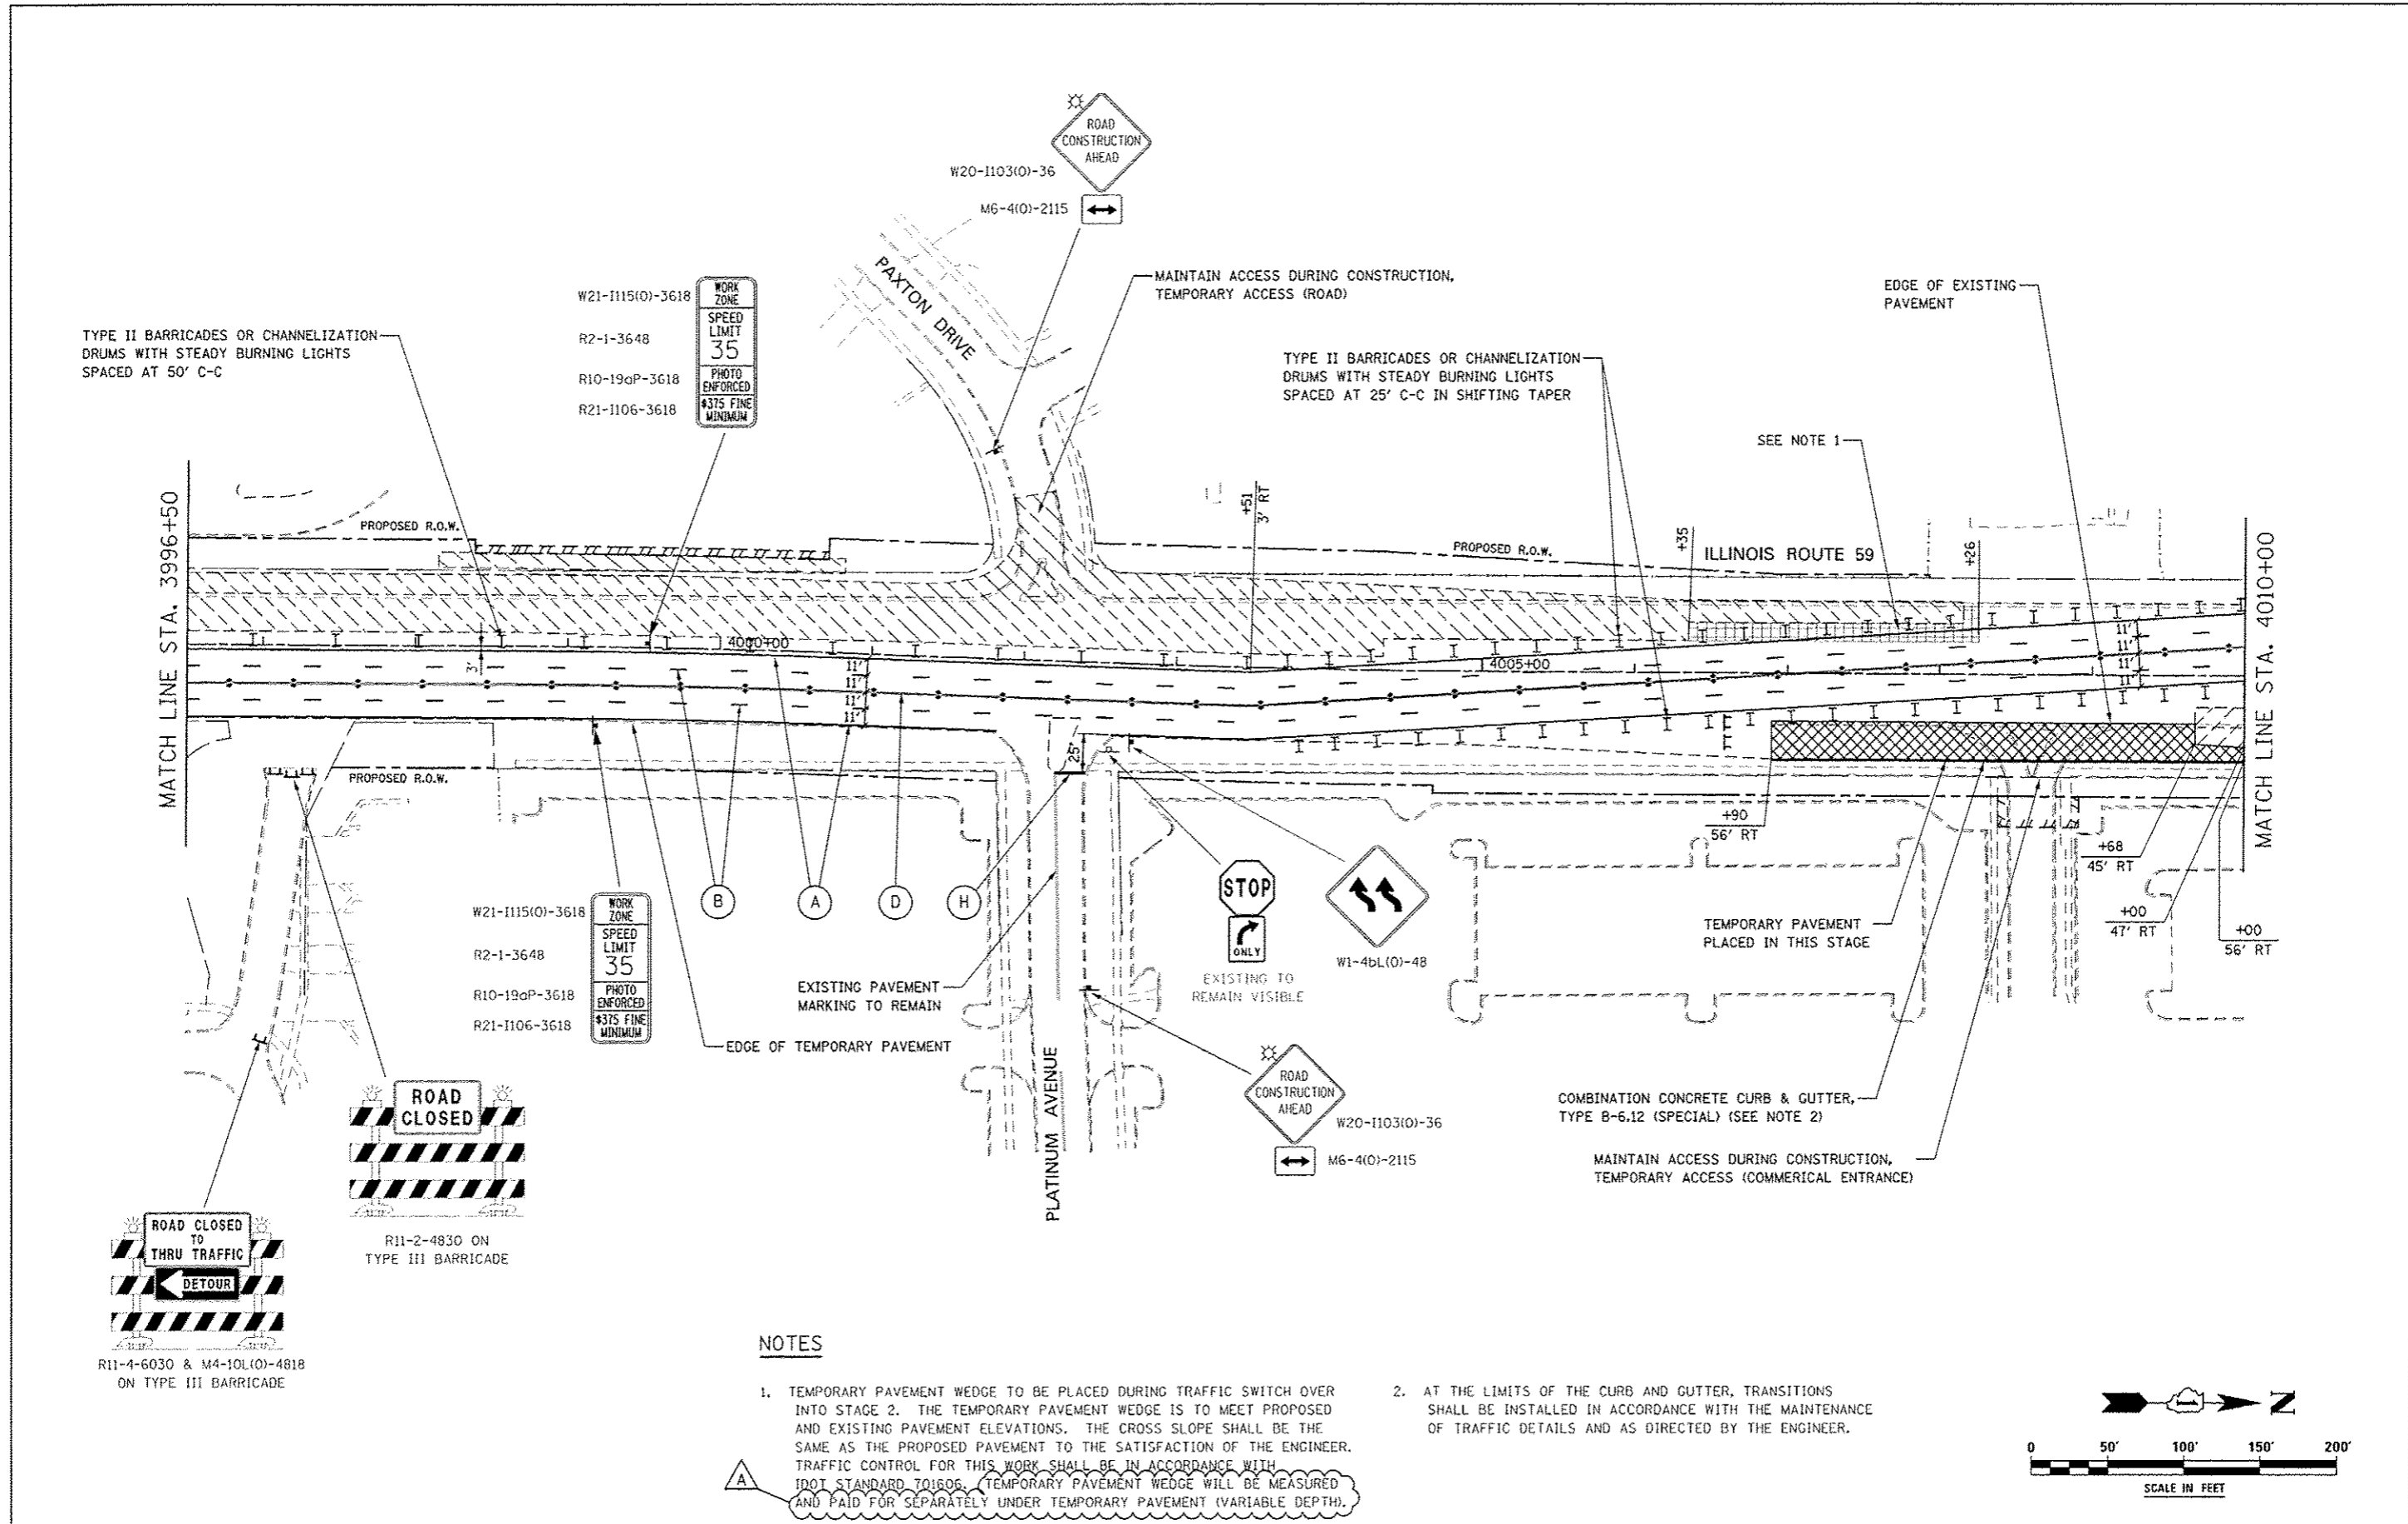 ROAD
CONSTRUCTION
AHEAD
W20-I103(O)-36
M6-4(O)-2115
PAXTON DRIVE
MAINTAIN ACCESS DURING CONSTRUCTION,
TEMPORARY ACCESS (ROAD)
EDGE OF EXISTING
PAVEMENT
W21-I115(O)-3618
R2-1-3648
R10-19aP-3618
R21-I106-3618
WORK
ZONE
SPEED
LIMIT
35
PHOTO
ENFORCED
$375 FINE
MINIMUM
TYPE II BARRICADES OR CHANNELIZATION
DRUMS WITH STEADY BURNING LIGHTS
SPACED AT 50' C-C
TYPE II BARRICADES OR CHANNELIZATION
DRUMS WITH STEADY BURNING LIGHTS
SPACED AT 25' C-C IN SHIFTING TAPER
SEE NOTE 1
MATCH LINE STA. 3996+50
PROPOSED R.O.W.
+51
3' RT
PROPOSED R.O.W.
+35
ILLINOIS ROUTE 59
+26
MATCH LINE STA. 4010+00
3'
4000+00
11'
11'
11'
11'
4005+00
11'
11'
11'
11'
25'
PROPOSED R.O.W.
+90
56' RT
+68
45' RT
+00
47' RT
+00
56' RT
B
A
D
H
W21-I115(O)-3618
R2-1-3648
R10-19aP-3618
R21-I106-3618
WORK
ZONE
SPEED
LIMIT
35
PHOTO
ENFORCED
$375 FINE
MINIMUM
EXISTING PAVEMENT
MARKING TO REMAIN
EDGE OF TEMPORARY PAVEMENT
PLATINUM AVENUE
STOP
ONLY
EXISTING TO
REMAIN VISIBLE
W1-4bL(O)-48
TEMPORARY PAVEMENT
PLACED IN THIS STAGE
ROAD
CONSTRUCTION
AHEAD
W20-I103(O)-36
M6-4(O)-2115
COMBINATION CONCRETE CURB & GUTTER,
TYPE B-6.12 (SPECIAL) (SEE NOTE 2)
MAINTAIN ACCESS DURING CONSTRUCTION,
TEMPORARY ACCESS (COMMERICAL ENTRANCE)
ROAD
CLOSED
R11-2-4830 ON
TYPE III BARRICADE
ROAD CLOSED
TO
THRU TRAFFIC
DETOUR
R11-4-6030 & M4-10L(O)-4818
ON TYPE III BARRICADE
NOTES
1. TEMPORARY PAVEMENT WEDGE TO BE PLACED DURING TRAFFIC SWITCH OVER
INTO STAGE 2. THE TEMPORARY PAVEMENT WEDGE IS TO MEET PROPOSED
AND EXISTING PAVEMENT ELEVATIONS. THE CROSS SLOPE SHALL BE THE
SAME AS THE PROPOSED PAVEMENT TO THE SATISFACTION OF THE ENGINEER.
TRAFFIC CONTROL FOR THIS WORK SHALL BE IN ACCORDANCE WITH
IDOT STANDARD 701606. TEMPORARY PAVEMENT WEDGE WILL BE MEASURED
AND PAID FOR SEPARATELY UNDER TEMPORARY PAVEMENT (VARIABLE DEPTH).
A
2. AT THE LIMITS OF THE CURB AND GUTTER, TRANSITIONS
SHALL BE INSTALLED IN ACCORDANCE WITH THE MAINTENANCE
OF TRAFFIC DETAILS AND AS DIRECTED BY THE ENGINEER.
N
0 50' 100' 150' 200'
SCALE IN FEET